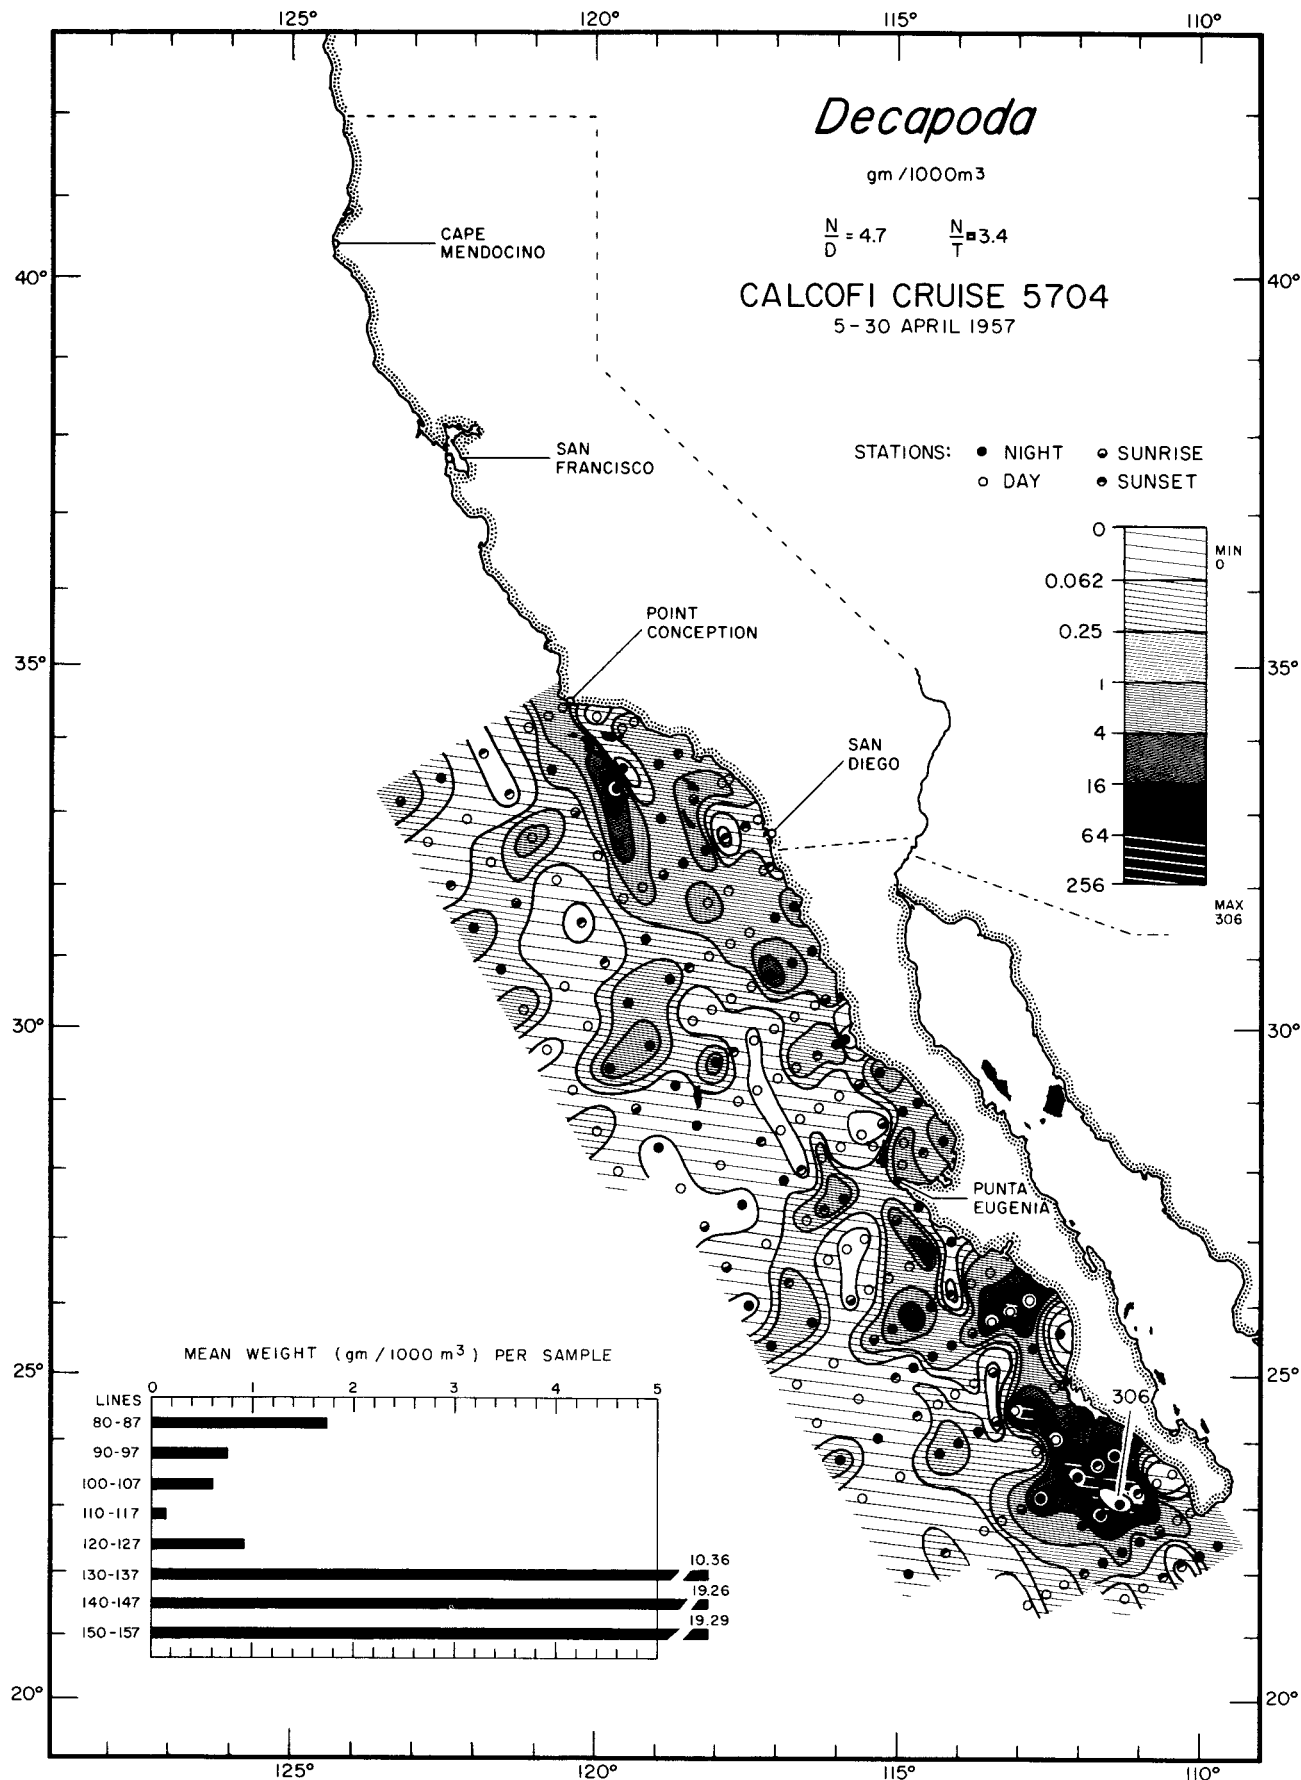 125° 120° 115° 110°
Decapoda
gm/1000m³
N/D = 4.7 N/T = 3.4
CALCOFI CRUISE 5704
5-30 APRIL 1957
CAPE
MENDOCINO
40° 40°
SAN
FRANCISCO
STATIONS: NIGHT SUNRISE
DAY SUNSET
0
MIN
0
0.062
0.25
1
4
16
64
256
MAX
306
POINT
CONCEPTION
35° 35°
SAN
DIEGO
30° 30°
PUNTA
EUGENIA
25° 25°
306
MEAN WEIGHT (gm/1000 m³) PER SAMPLE
LINES 0 1 2 3 4 5
80-87
90-97
100-107
110-117
120-127
130-137 10.36
140-147 19.26
150-157 19.29
20° 20°
125° 120° 115° 110°